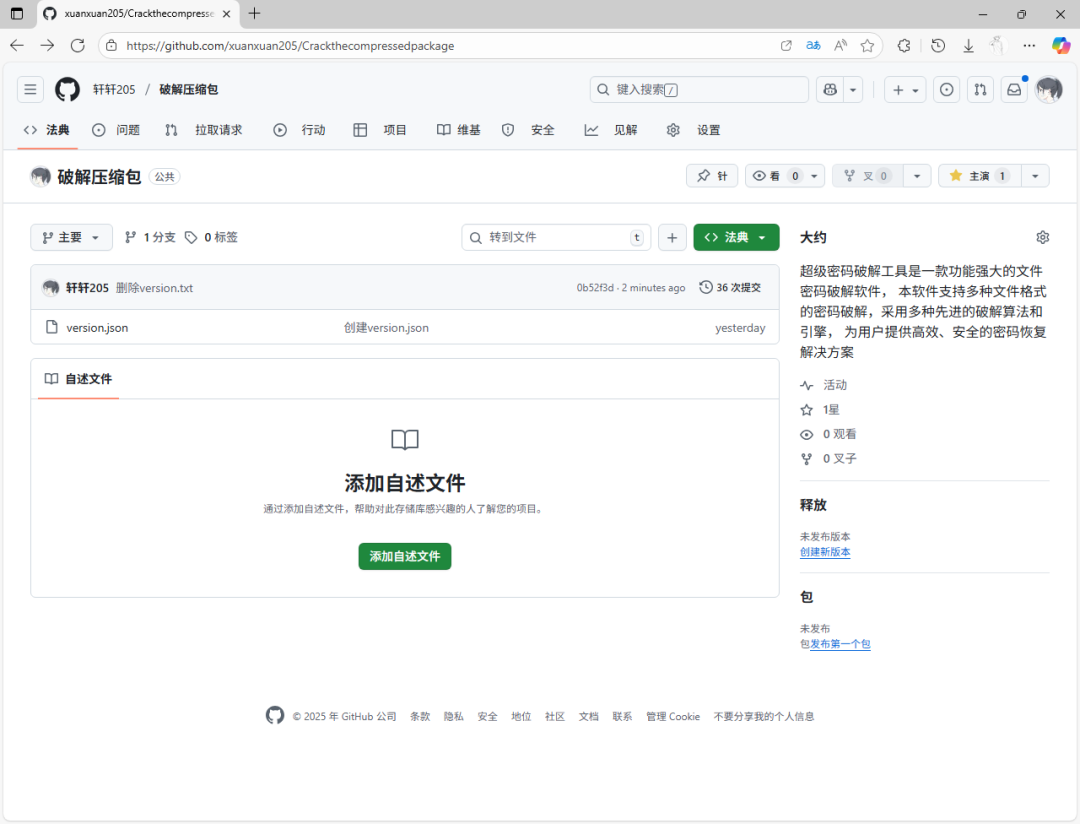 xuanxuan205/Crackthecompresse
https://github.com/xuanxuan205/Crackthecompressedpackage
轩轩205 / 破解压缩包
键入搜索 /
法典 问题 拉取请求 行动 项目 维基 安全 见解 设置
破解压缩包 公共
针 看 0 叉 0 主演 1
主要 1 分支 0 标签
转到文件 t
法典
轩轩205 删除version.txt 0b52f3d · 2 minutes ago 36 次提交
version.json 创建version.json yesterday
自述文件
添加自述文件
通过添加自述文件，帮助对此存储库感兴趣的人了解您的项目。
添加自述文件
大约
超级密码破解工具是一款功能强大的文件
密码破解软件， 本软件支持多种文件格式
的密码破解，采用多种先进的破解算法和
引擎， 为用户提供高效、安全的密码恢复
解决方案
活动
1星
0 观看
0 叉子
释放
未发布版本
创建新版本
包
未发布
包发布第一个包
© 2025 年 GitHub 公司 条款 隐私 安全 地位 社区 文档 联系 管理 Cookie 不要分享我的个人信息